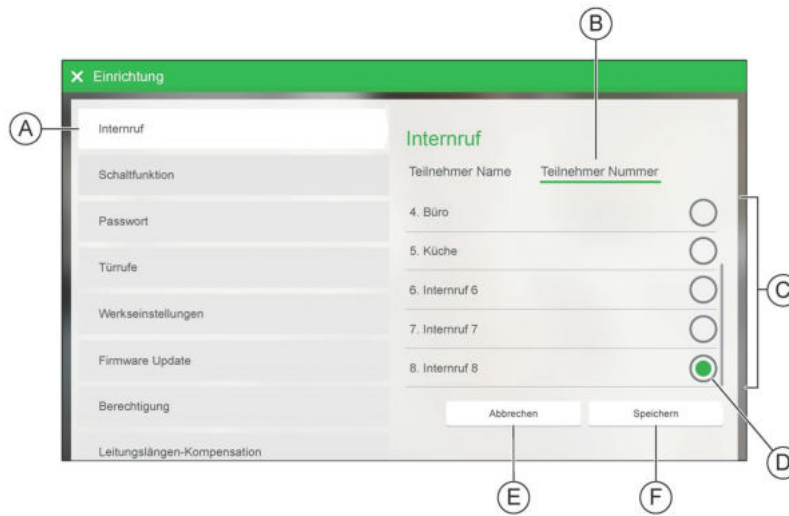 B
✕ Einrichtung
A
Internruf
Schaltfunktion
Passwort
Türrufe
Werkseinstellungen
Firmware Update
Berechtigung
Leitungslängen-Kompensation
Internruf
Teilnehmer Name Teilnehmer Nummer
4. Büro
5. Küche
6. Internruf 6
7. Internruf 7
8. Internruf 8
Abbrechen Speichern
C
D
E F